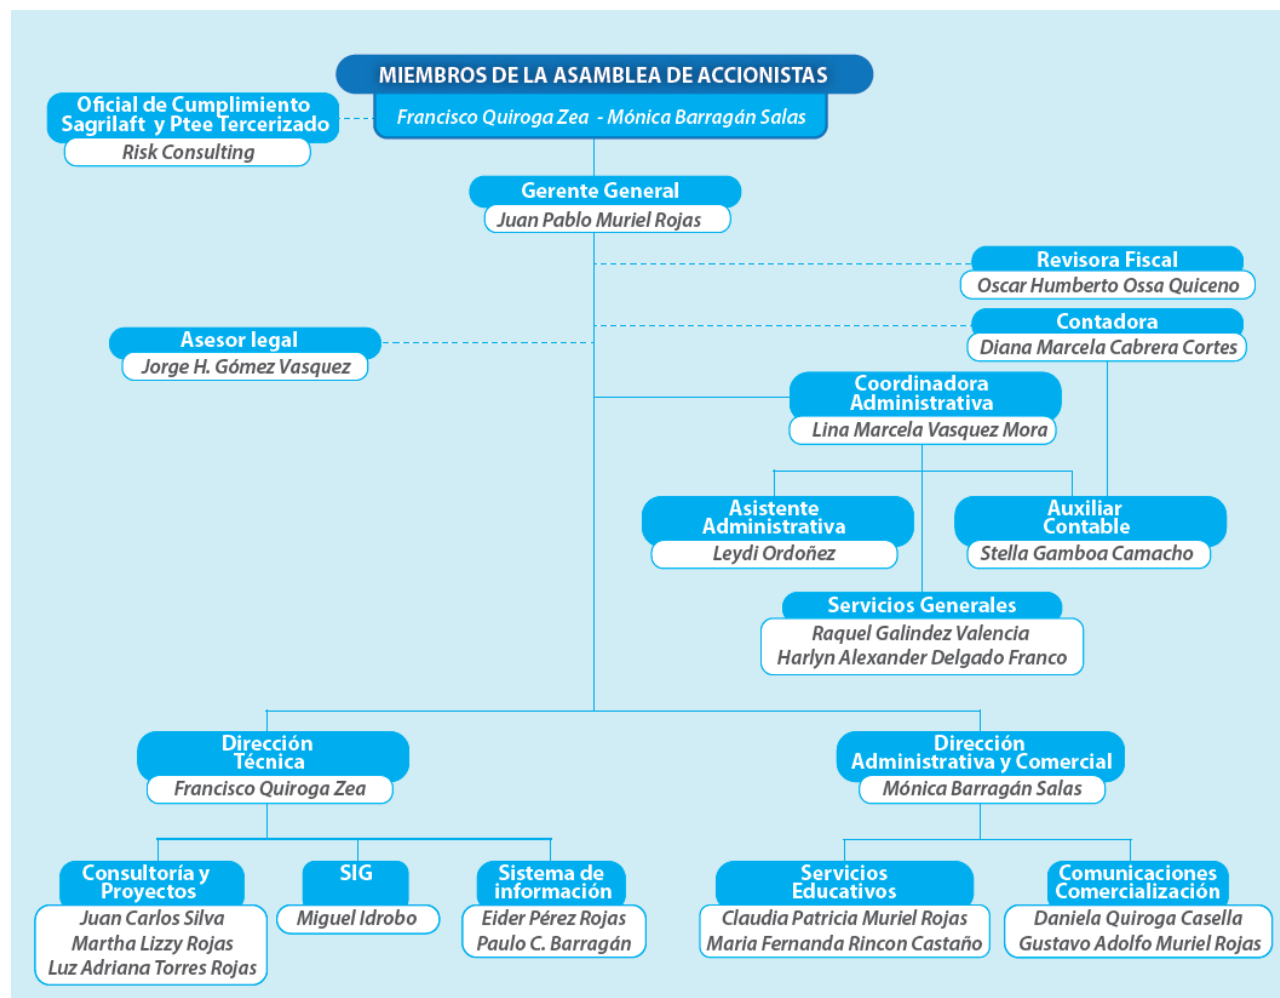 MIEMBROS DE LA ASAMBLEA DE ACCIONISTAS
Francisco Quiroga Zea - Mónica Barragán Salas
Oficial de Cumplimiento
Sagrilaft y Ptee Tercerizado
Risk Consulting
Gerente General
Juan Pablo Muriel Rojas
Revisora Fiscal
Oscar Humberto Ossa Quiceno
Contadora
Diana Marcela Cabrera Cortes
Asesor legal
Jorge H. Gómez Vasquez
Coordinadora
Administrativa
Lina Marcela Vasquez Mora
Asistente
Administrativa
Leydi Ordoñez
Auxiliar
Contable
Stella Gamboa Camacho
Servicios Generales
Raquel Galindez Valencia
Harlyn Alexander Delgado Franco
Dirección
Técnica
Francisco Quiroga Zea
Dirección
Administrativa y Comercial
Mónica Barragán Salas
Consultoría y
Proyectos
Juan Carlos Silva
Martha Lizzy Rojas
Luz Adriana Torres Rojas
SIG
Miguel Idrobo
Sistema de
información
Eider Pérez Rojas
Paulo C. Barragán
Servicios
Educativos
Claudia Patricia Muriel Rojas
Maria Fernanda Rincon Castaño
Comunicaciones
Comercialización
Daniela Quiroga Casella
Gustavo Adolfo Muriel Rojas